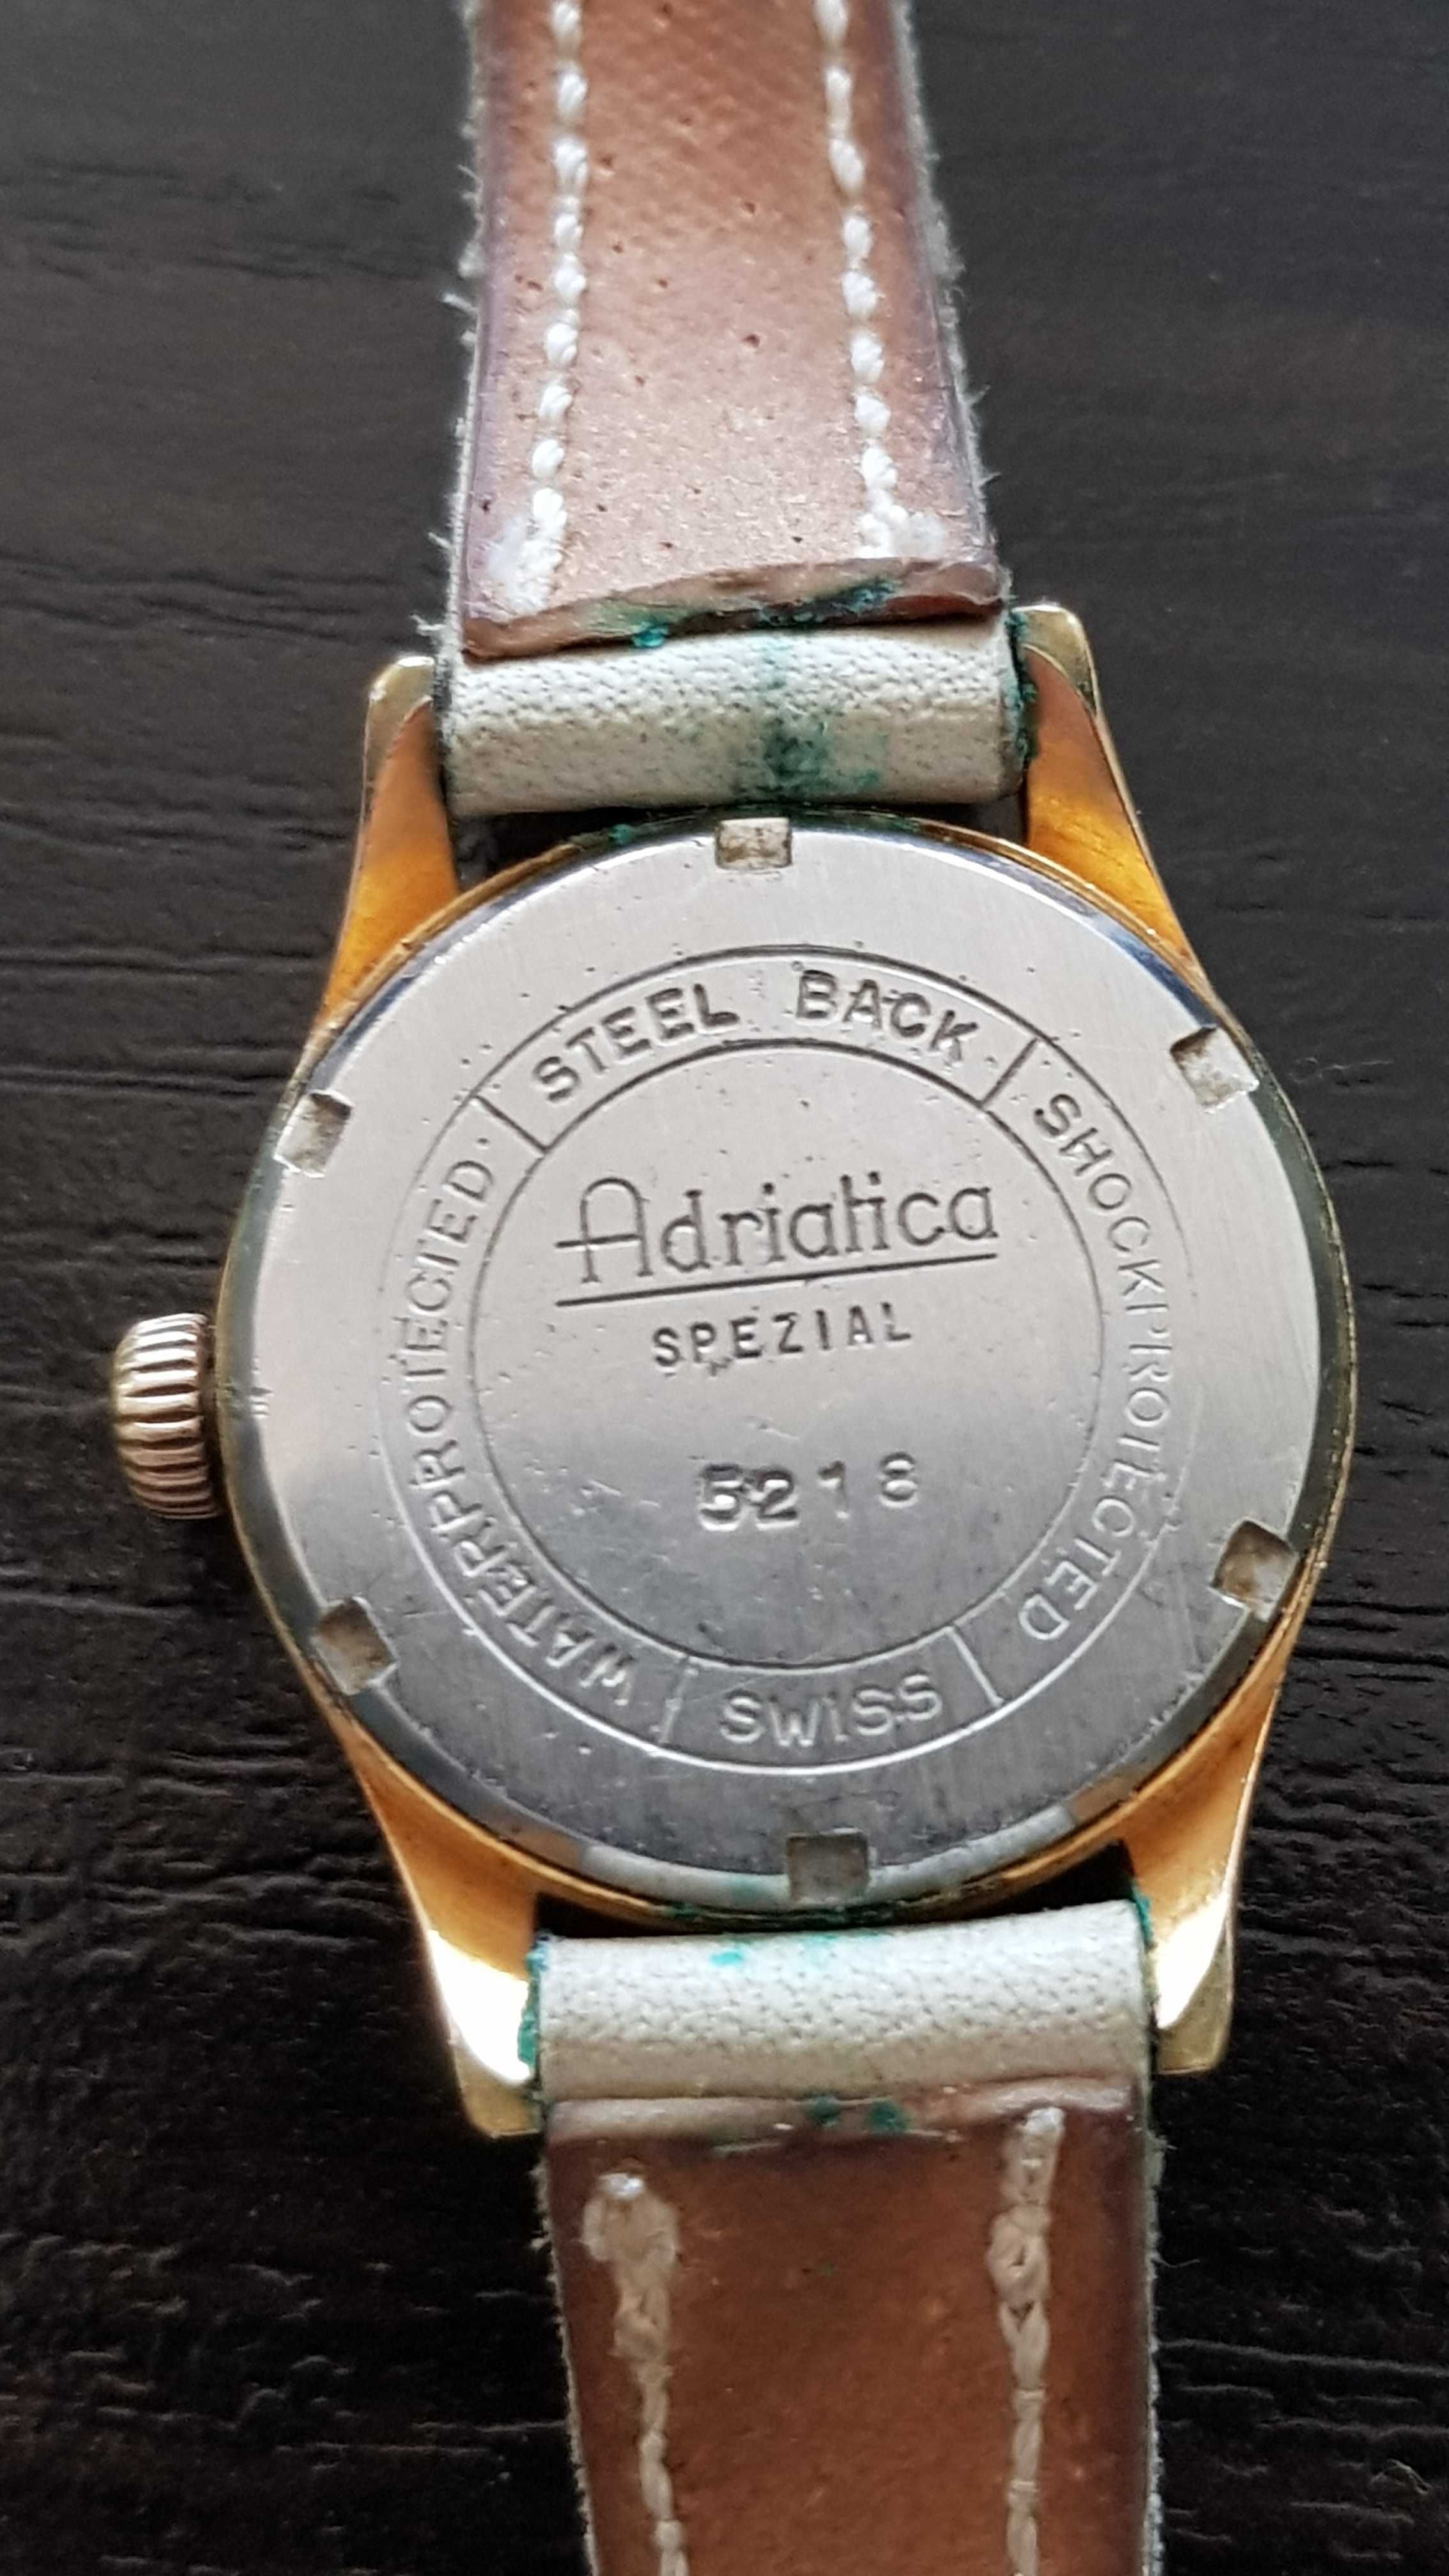 STEEL BACK
SHOCKPROTECTED
SWISS
WATERPROTECTED
Adriatica
SPEZIAL
5218